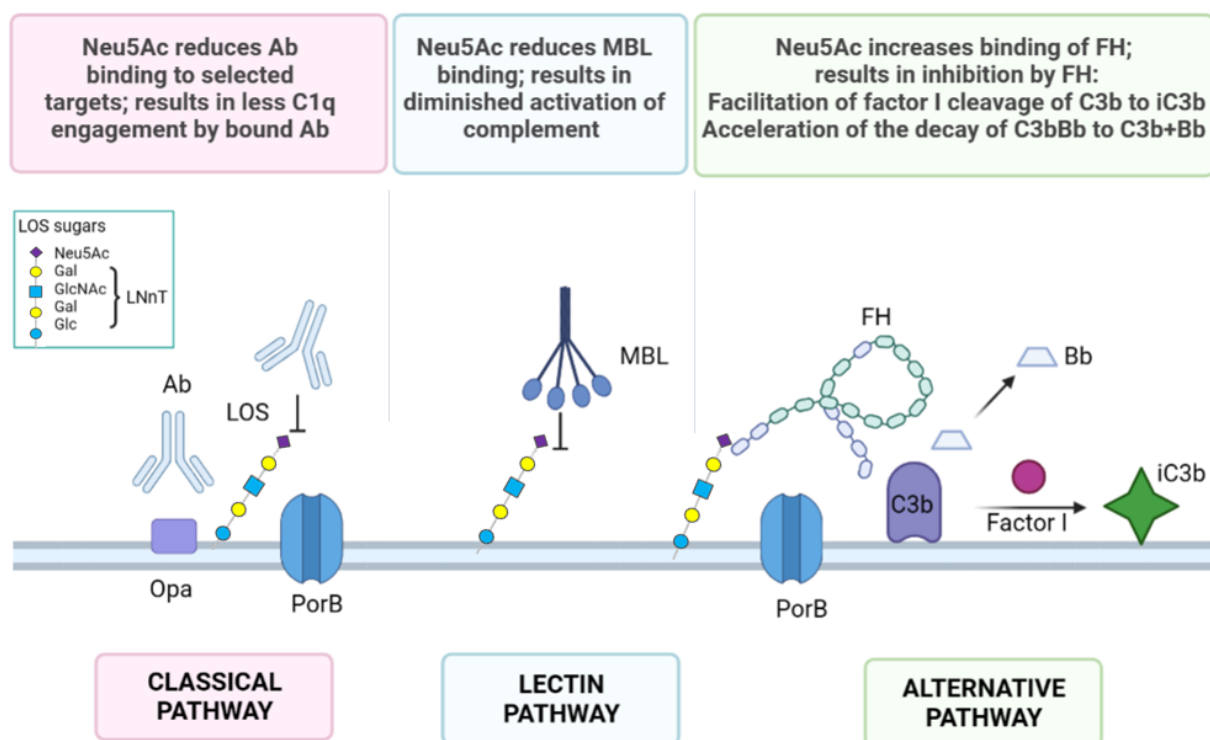 Neu5Ac reduces Ab
binding to selected
targets; results in less C1q
engagement by bound Ab
Neu5Ac reduces MBL
binding; results in
diminished activation of
complement
Neu5Ac increases binding of FH;
results in inhibition by FH:
Facilitation of factor I cleavage of C3b to iC3b
Acceleration of the decay of C3bBb to C3b+Bb
LOS sugars
Neu5Ac
Gal
GlcNAc
Gal
Glc
LNnT
Ab
LOS
Opa
PorB
MBL
FH
Bb
C3b
Factor I
iC3b
PorB
CLASSICAL
PATHWAY
LECTIN
PATHWAY
ALTERNATIVE
PATHWAY